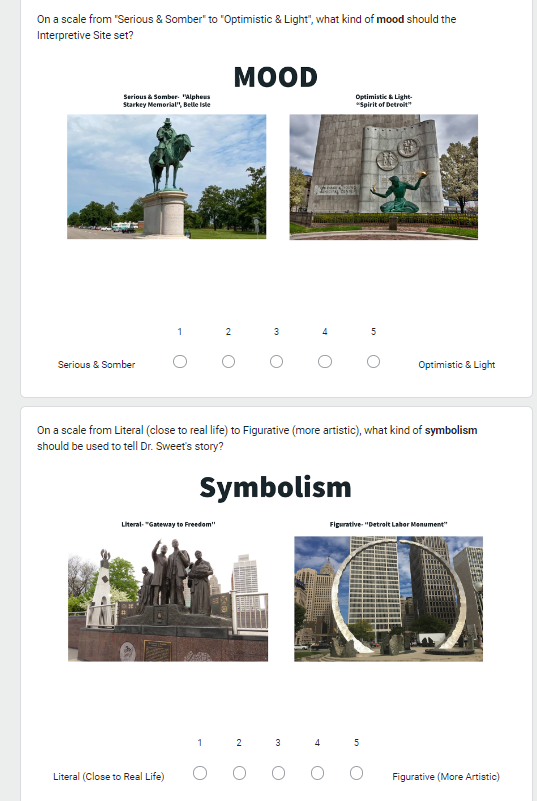 On a scale from "Serious & Somber" to "Optimistic & Light", what kind of mood should the
Interpretive Site set?
MOOD
Serious & Somber- "Alpheus
Starkey Memorial", Belle Isle
Optimistic & Light-
"Spirit of Detroit"
1 2 3 4 5
Serious & Somber
Optimistic & Light
On a scale from Literal (close to real life) to Figurative (more artistic), what kind of symbolism
should be used to tell Dr. Sweet's story?
Symbolism
Literal- "Gateway to Freedom"
Figurative- "Detroit Labor Monument"
1 2 3 4 5
Literal (Close to Real Life)
Figurative (More Artistic)